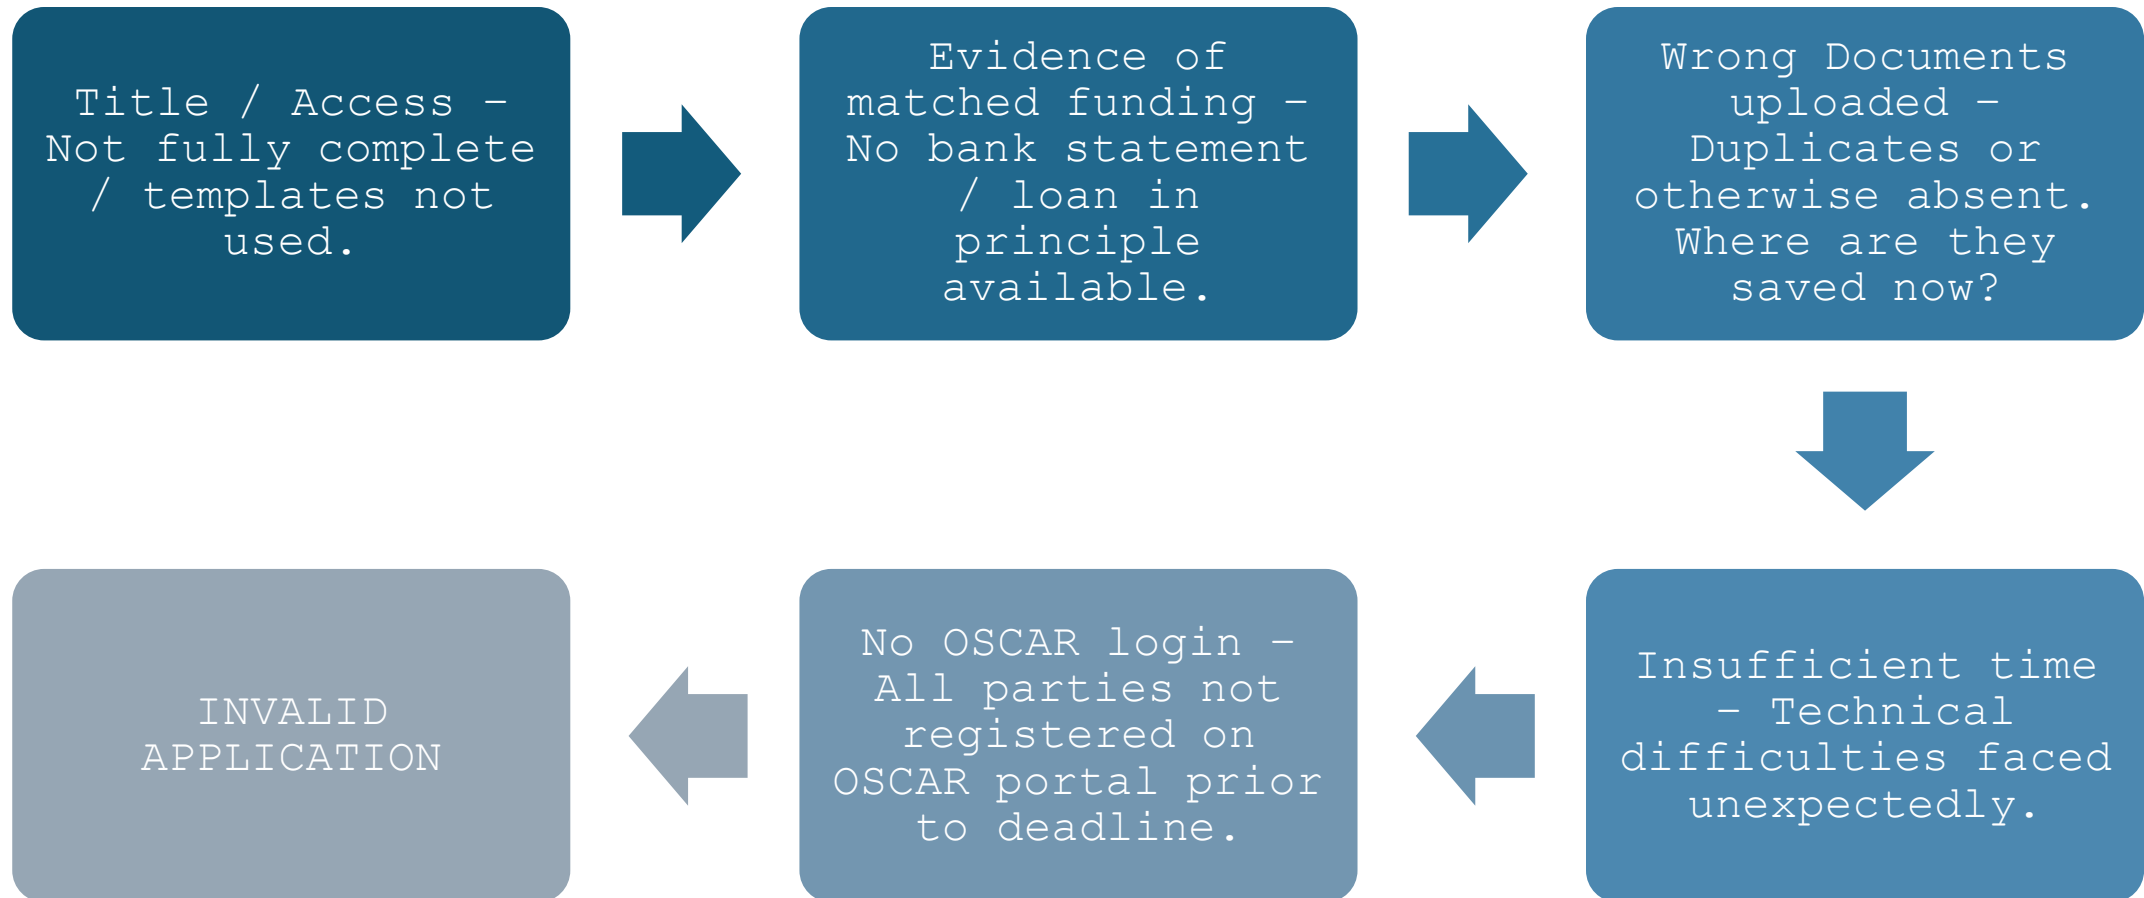 Title / Access –
Not fully complete
/ templates not
used.
Evidence of
matched funding –
No bank statement
/ loan in
principle
available.
Wrong Documents
uploaded –
Duplicates or
otherwise absent.
Where are they
saved now?
Insufficient time
– Technical
difficulties faced
unexpectedly.
No OSCAR login –
All parties not
registered on
OSCAR portal prior
to deadline.
INVALID
APPLICATION